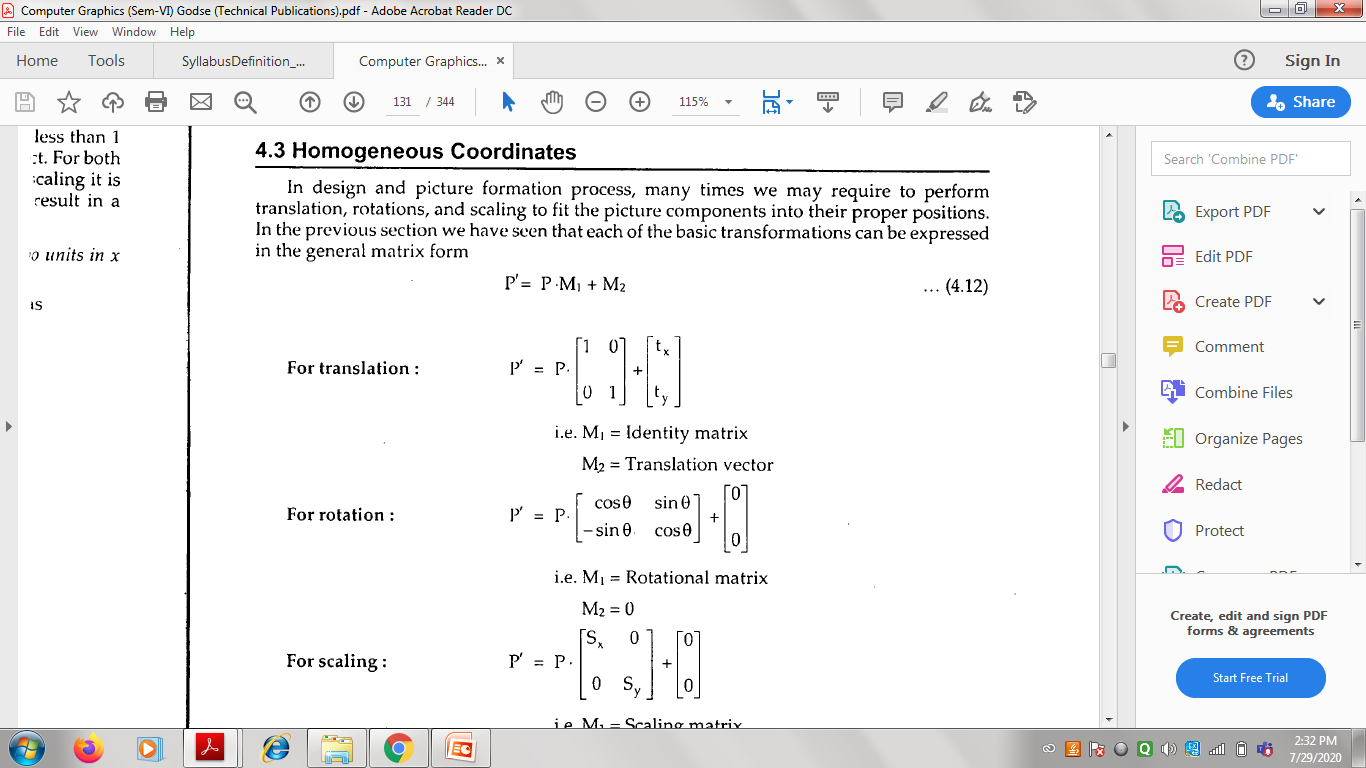 Computer Graphics (Sem-VI) Godse (Technical Publications).pdf - Adobe Acrobat Reader DC
File Edit View Window Help
Home Tools SyllabusDefinition_... Computer Graphics... × ? Sign In
131 / 344 115% Share
less than 1
ct. For both
scaling it is
result in a
o units in x
as
4.3 Homogeneous Coordinates
In design and picture formation process, many times we may require to perform
translation, rotations, and scaling to fit the picture components into their proper positions.
In the previous section we have seen that each of the basic transformations can be expressed
in the general matrix form
P′ = P·M₁ + M₂ ... (4.12)
For translation : P′ = P· [1 0; 0 1] + [tₓ; t_y]
i.e. M₁ = Identity matrix
M₂ = Translation vector
For rotation : P′ = P· [cosθ sinθ; −sinθ cosθ] + [0; 0]
i.e. M₁ = Rotational matrix
M₂ = 0
For scaling : P′ = P· [Sₓ 0; 0 S_y] + [0; 0]
i.e. M₁ = Scaling matrix
Search 'Combine PDF'
Export PDF
Edit PDF
Create PDF
Comment
Combine Files
Organize Pages
Redact
Protect
Create, edit and sign PDF
forms & agreements
Start Free Trial
2:32 PM
7/29/2020